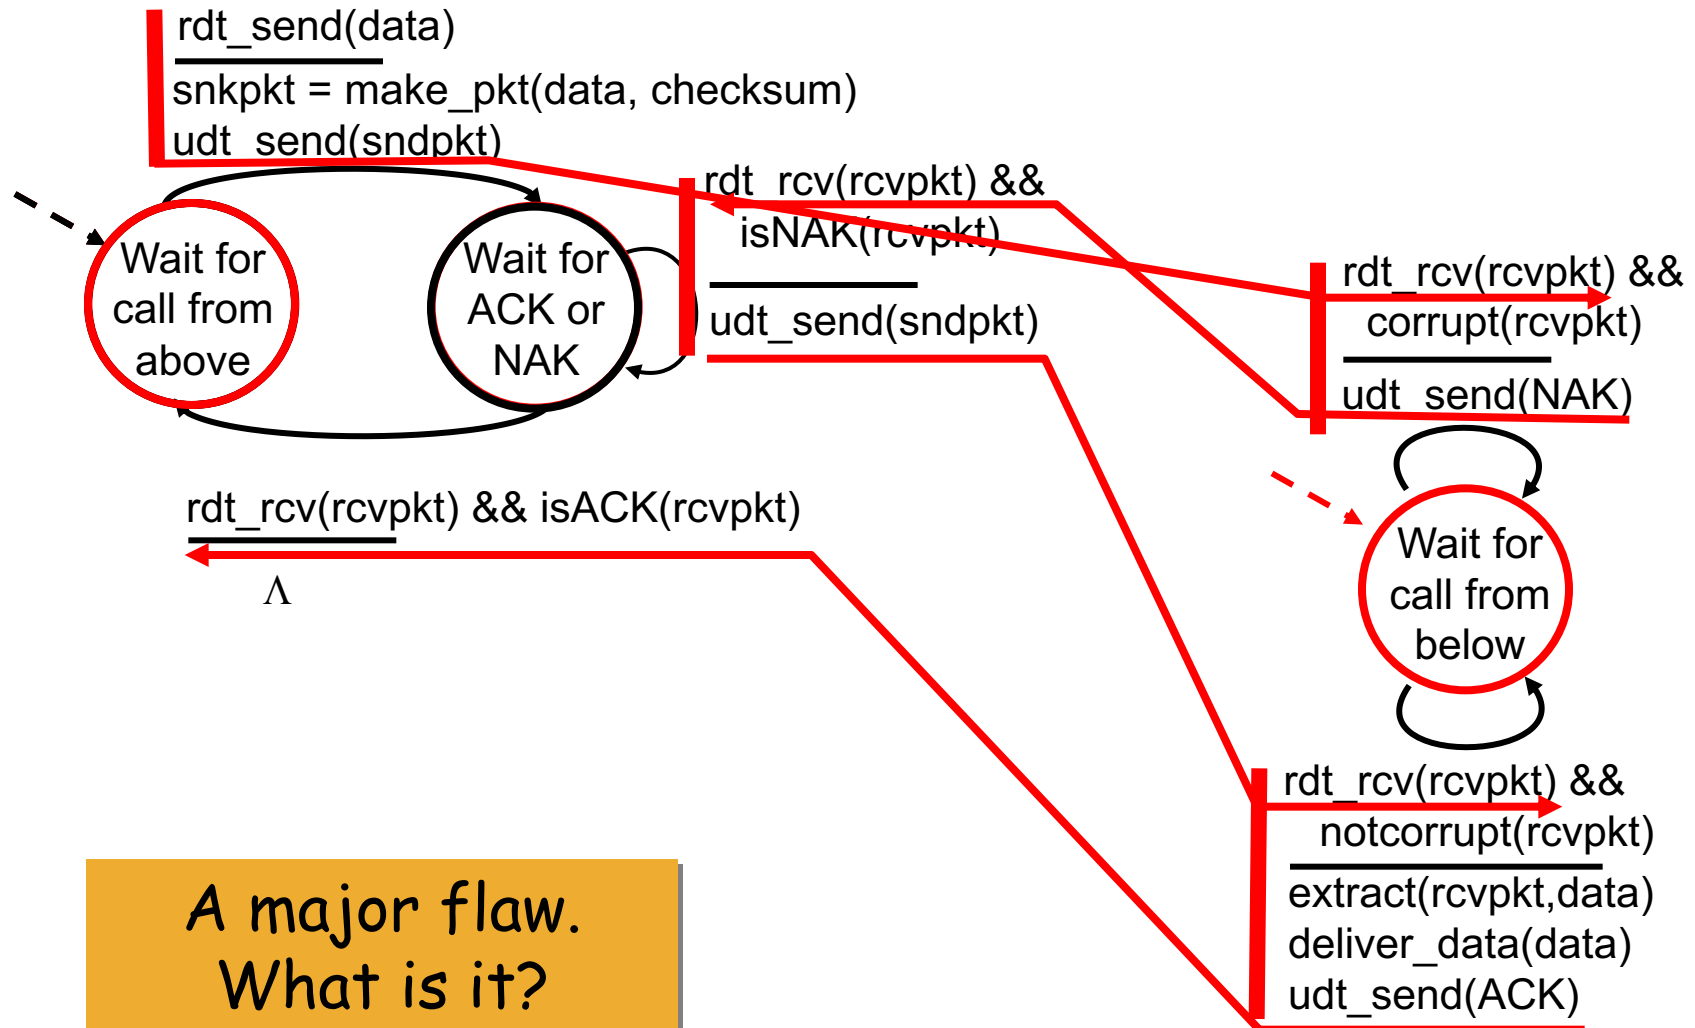 rdt_send(data)
snkpkt = make_pkt(data, checksum)
udt_send(sndpkt)
rdt_rcv(rcvpkt) &&
isNAK(rcvpkt)
udt_send(sndpkt)
Wait for
call from
above
Wait for
ACK or
NAK
rdt_rcv(rcvpkt) && isACK(rcvpkt)
Λ
rdt_rcv(rcvpkt) &&
corrupt(rcvpkt)
udt_send(NAK)
Wait for
call from
below
rdt_rcv(rcvpkt) &&
notcorrupt(rcvpkt)
extract(rcvpkt,data)
deliver_data(data)
udt_send(ACK)
A major flaw.
What is it?